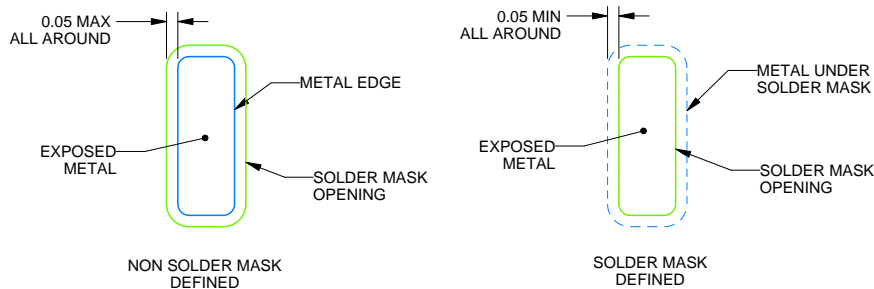 0.05 MAX
ALL AROUND
METAL EDGE
EXPOSED
METAL
SOLDER MASK
OPENING
NON SOLDER MASK
DEFINED
0.05 MIN
ALL AROUND
METAL UNDER
SOLDER MASK
EXPOSED
METAL
SOLDER MASK
OPENING
SOLDER MASK
DEFINED